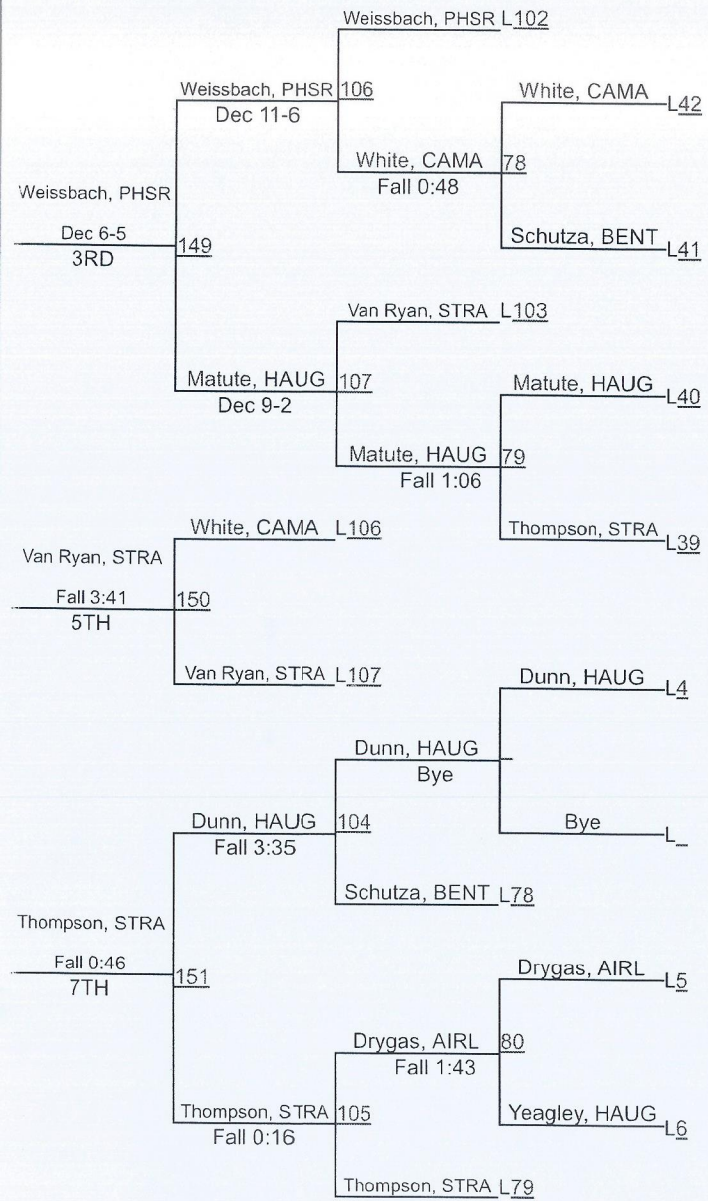 Weissbach, PHSR L102
Weissbach, PHSR 106
Dec 11-6
White, CAMA L42
White, CAMA 78
Fall 0:48
Weissbach, PHSR
Dec 6-5 149
3RD
Schutza, BENT L41
Van Ryan, STRA L103
Matute, HAUG 107
Dec 9-2
Matute, HAUG L40
Matute, HAUG 79
Fall 1:06
Thompson, STRA L39
White, CAMA L106
Van Ryan, STRA
Fall 3:41 150
5TH
Van Ryan, STRA L107
Dunn, HAUG L4
Dunn, HAUG
Bye
Bye L_
Dunn, HAUG 104
Fall 3:35
Schutza, BENT L78
Thompson, STRA
Fall 0:46 151
7TH
Drygas, AIRL L5
Drygas, AIRL 80
Fall 1:43
Yeagley, HAUG L6
Thompson, STRA 105
Fall 0:16
Thompson, STRA L79